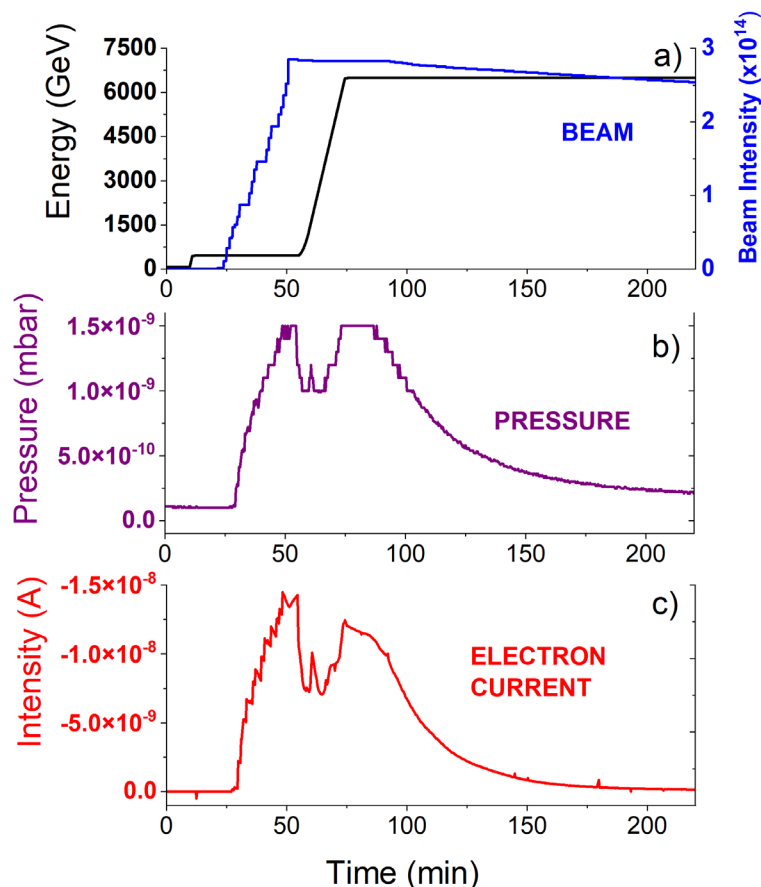 7500
6000
4500
3000
1500
0
Energy (GeV)
a)
BEAM
3
2
1
0
Beam Intensity (x10¹⁴)
0 50 100 150 200
1.5×10⁻⁹
1.0×10⁻⁹
5.0×10⁻¹⁰
0.0
Pressure (mbar)
b)
PRESSURE
0 50 100 150 200
-1.5×10⁻⁸
-1.0×10⁻⁸
-5.0×10⁻⁹
0.0
Intensity (A)
c)
ELECTRON
CURRENT
0 50 100 150 200
Time (min)